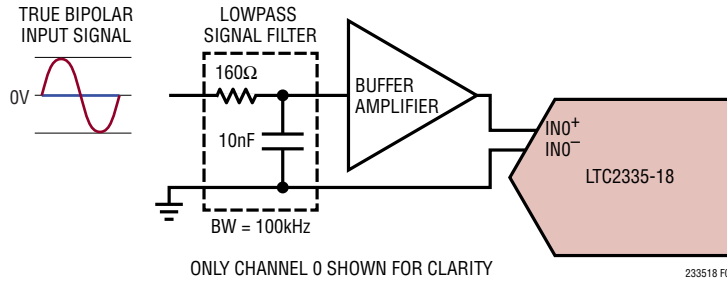 TRUE BIPOLAR
INPUT SIGNAL
LOWPASS
SIGNAL FILTER
160Ω
BUFFER
AMPLIFIER
0V
IN0+
IN0−
10nF
LTC2335-18
BW = 100kHz
ONLY CHANNEL 0 SHOWN FOR CLARITY
233518